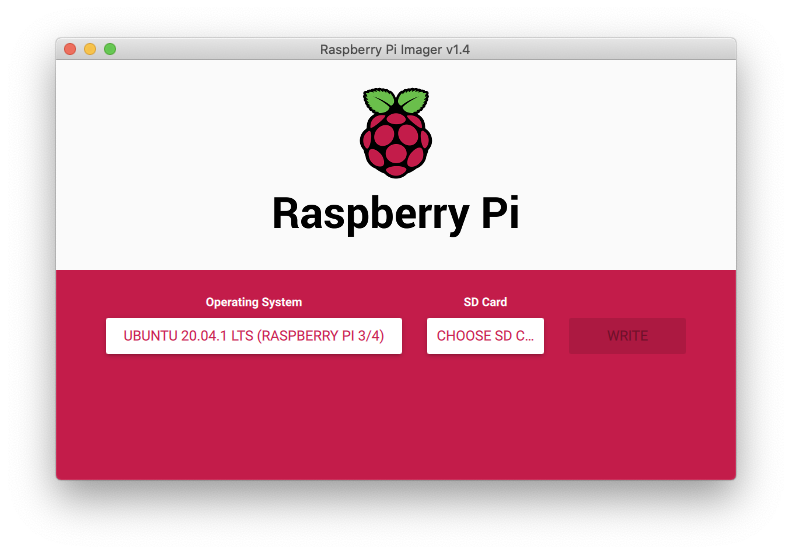 Raspberry Pi Imager v1.4
Raspberry Pi
Operating System
SD Card
UBUNTU 20.04.1 LTS (RASPBERRY PI 3/4)
CHOOSE SD C...
WRITE